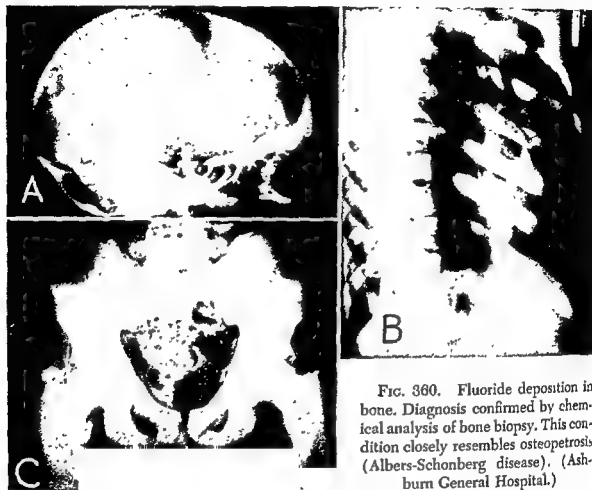 A
B
C
FIG. 360. Fluoride deposition in
bone. Diagnosis confirmed by chem-
ical analysis of bone biopsy. This con-
dition closely resembles osteopetrosis
(Albers-Schonberg disease). (Ash-
burn General Hospital.)